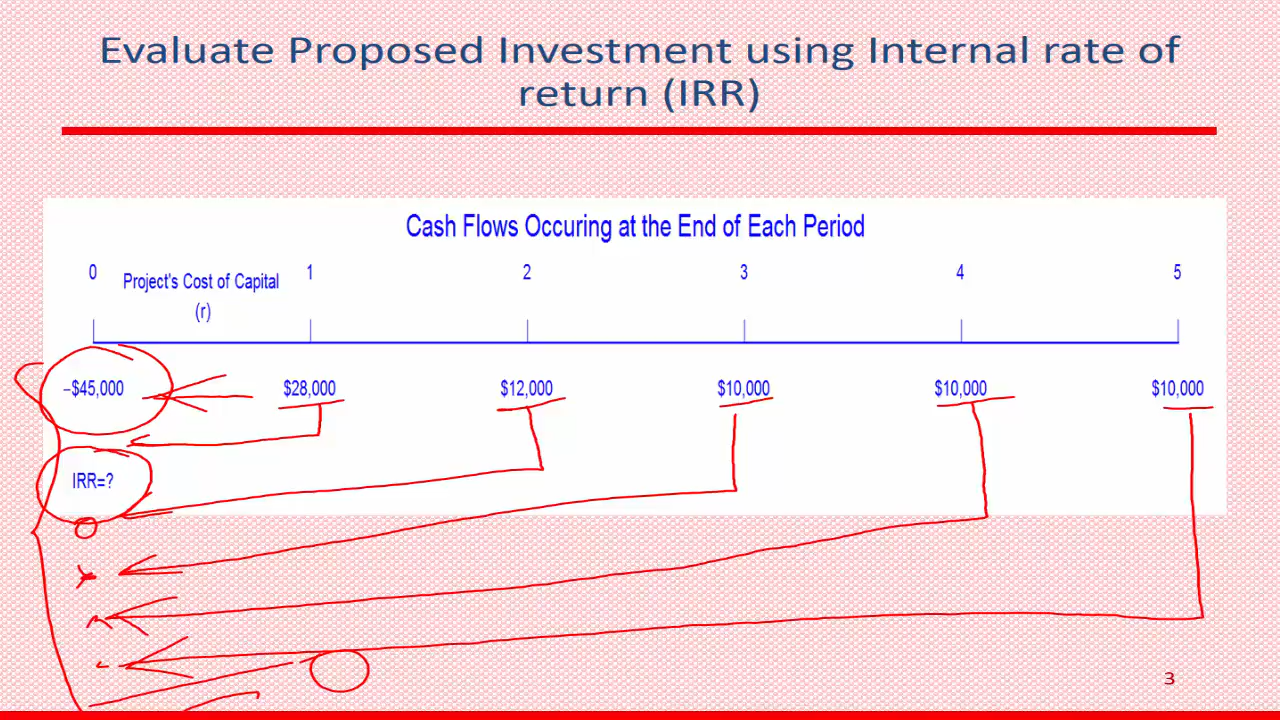 Evaluate Proposed Investment using Internal rate of
return (IRR)
Cash Flows Occuring at the End of Each Period
0 Project's Cost of Capital 1 2 3 4 5
(r)
−$45,000 $28,000 $12,000 $10,000 $10,000 $10,000
IRR=?
3